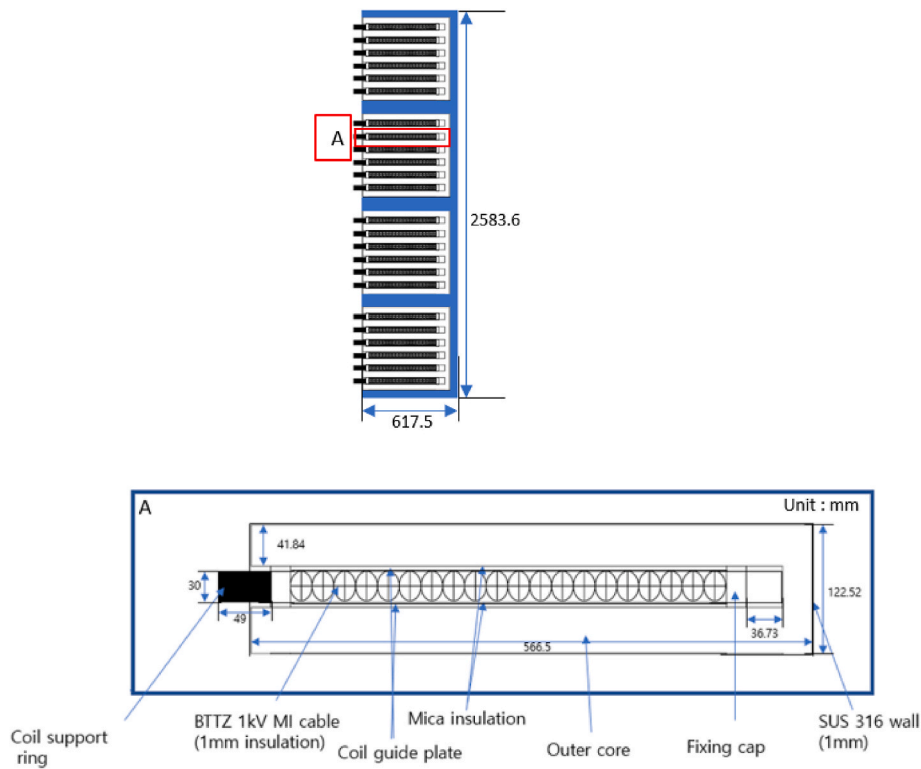 A
2583.6
617.5
A
Unit : mm
41.84
30
49
566.5
36.73
122.52
Coil support
ring
BTTZ 1kV MI cable
(1mm insulation)
Coil guide plate
Mica insulation
Outer core
Fixing cap
SUS 316 wall
(1mm)